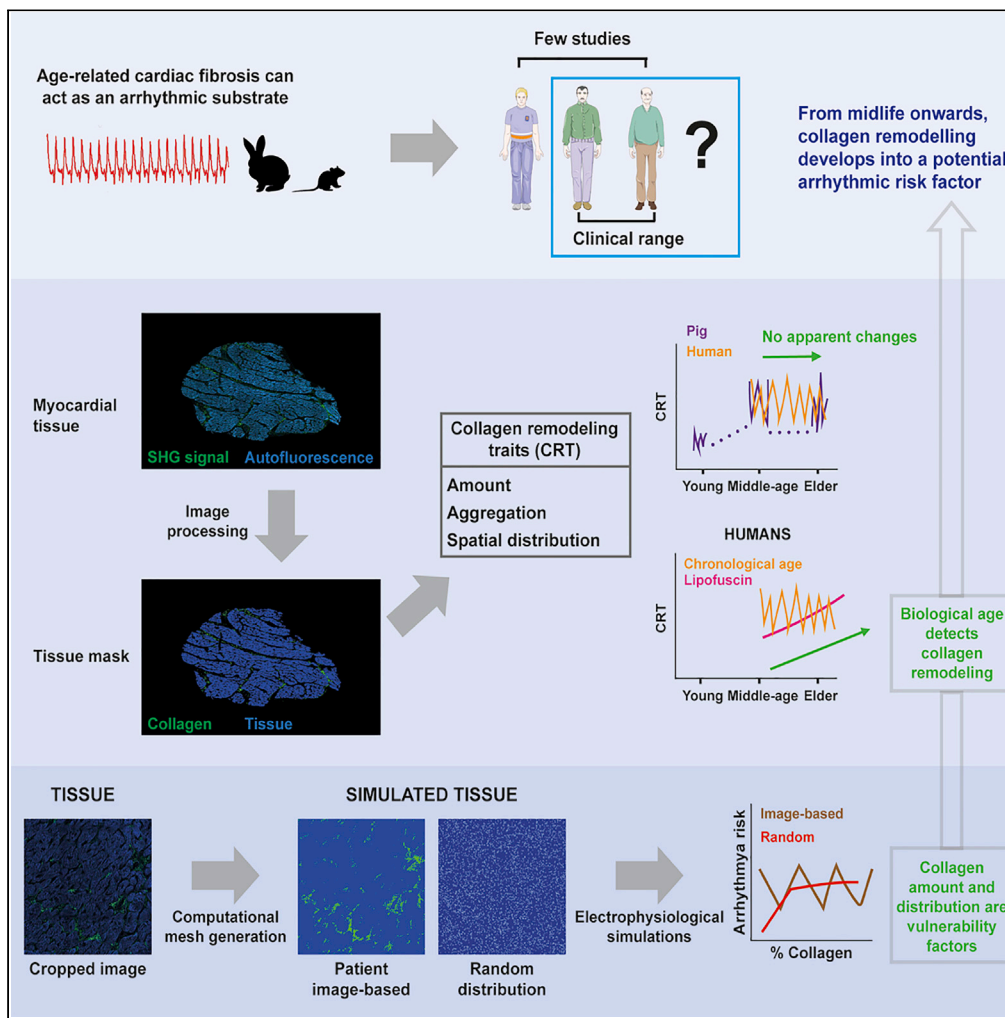 Few studies
Age-related cardiac fibrosis can
act as an arrhythmic substrate
?
Clinical range
From midlife onwards,
collagen remodelling
develops into a potential
arrhythmic risk factor
Myocardial
tissue
SHG signal Autofluorescence
Image
processing
Tissue mask
Collagen Tissue
Collagen remodeling
traits (CRT)
Amount
Aggregation
Spatial distribution
Pig
Human
No apparent changes
CRT
Young Middle-age Elder
HUMANS
Chronological age
Lipofuscin
CRT
Young Middle-age Elder
Biological age
detects
collagen
remodeling
TISSUE
Cropped image
Computational
mesh generation
SIMULATED TISSUE
Patient
image-based
Random
distribution
Electrophysiological
simulations
Image-based
Random
Arrhythmya risk
% Collagen
Collagen
amount and
distribution are
vulnerability
factors